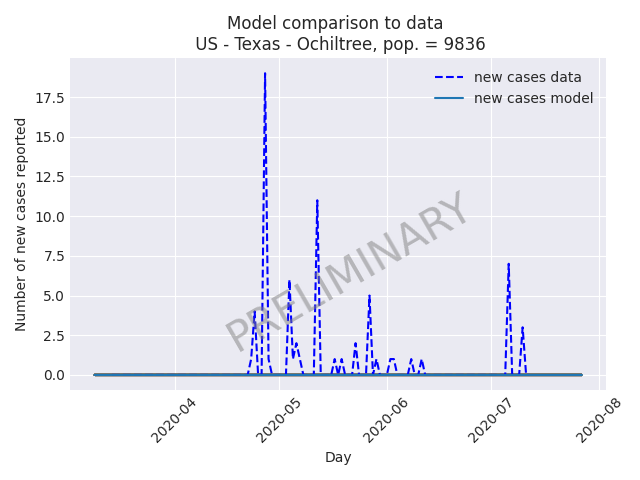 Model comparison to data
US - Texas - Ochiltree, pop. = 9836
new cases data
new cases model
Number of new cases reported
17.5
15.0
12.5
10.0
7.5
5.0
2.5
0.0
PRELIMINARY
2020-04
2020-05
2020-06
2020-07
2020-08
Day